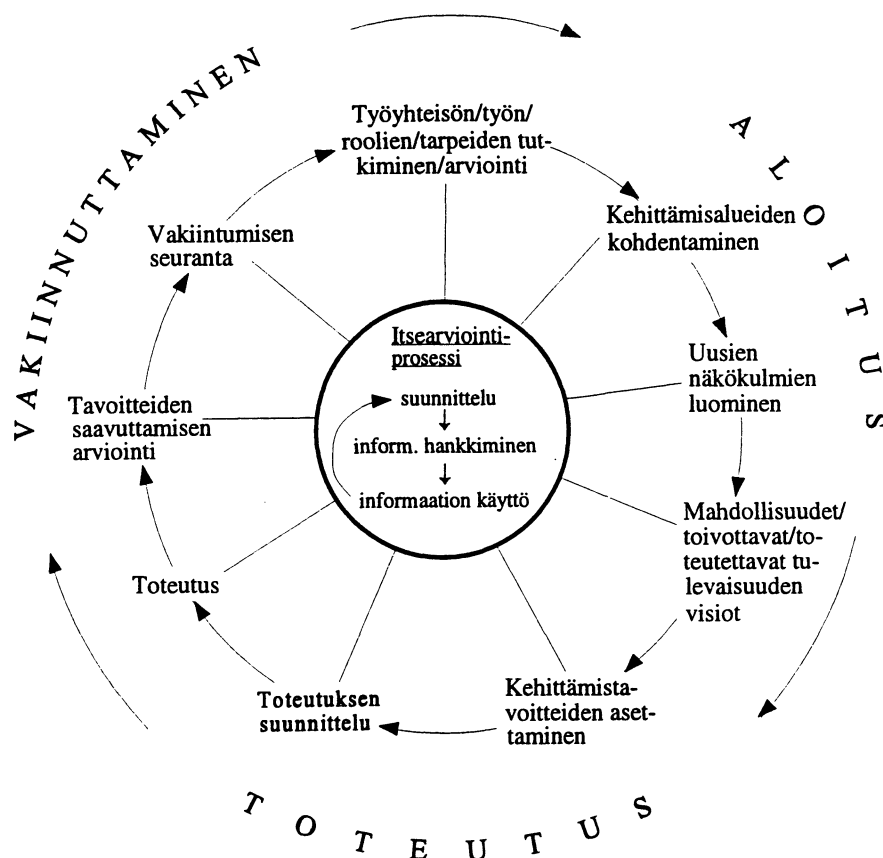 VAKIINNUTTAMINEN
ALOITUS
Työyhteisön/työn/
roolien/tarpeiden tut-
kiminen/arviointi
Kehittämisalueiden
kohdentaminen
Uusien
näkökulmien
luominen
Mahdollisuudet/
toivottavat/to-
teutettavat tu-
levaisuuden
visiot
Kehittämista-
voitteiden aset-
taminen
Toteutuksen
suunnittelu
Toteutus
Tavoitteiden
saavuttamisen
arviointi
Vakiintumisen
seuranta
Itsearviointi-
prosessi
suunnittelu
inform. hankkiminen
informaation käyttö
TOTEUTUS